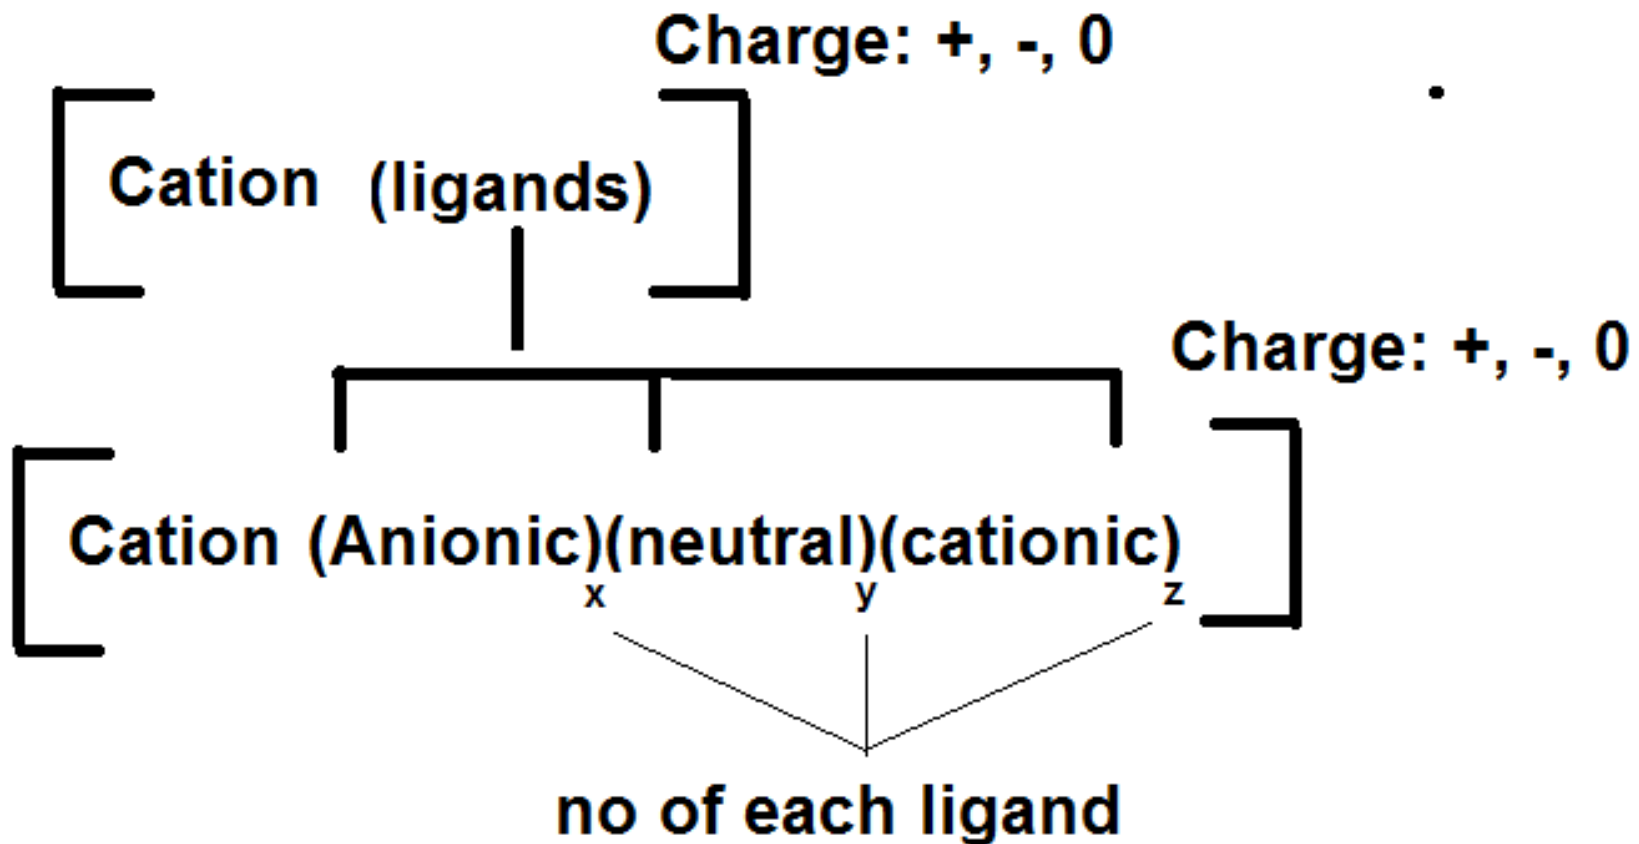 Charge: +, -, 0
Cation (ligands)
Charge: +, -, 0
Cation (Anionic)x(neutral)y(cationic)z
no of each ligand